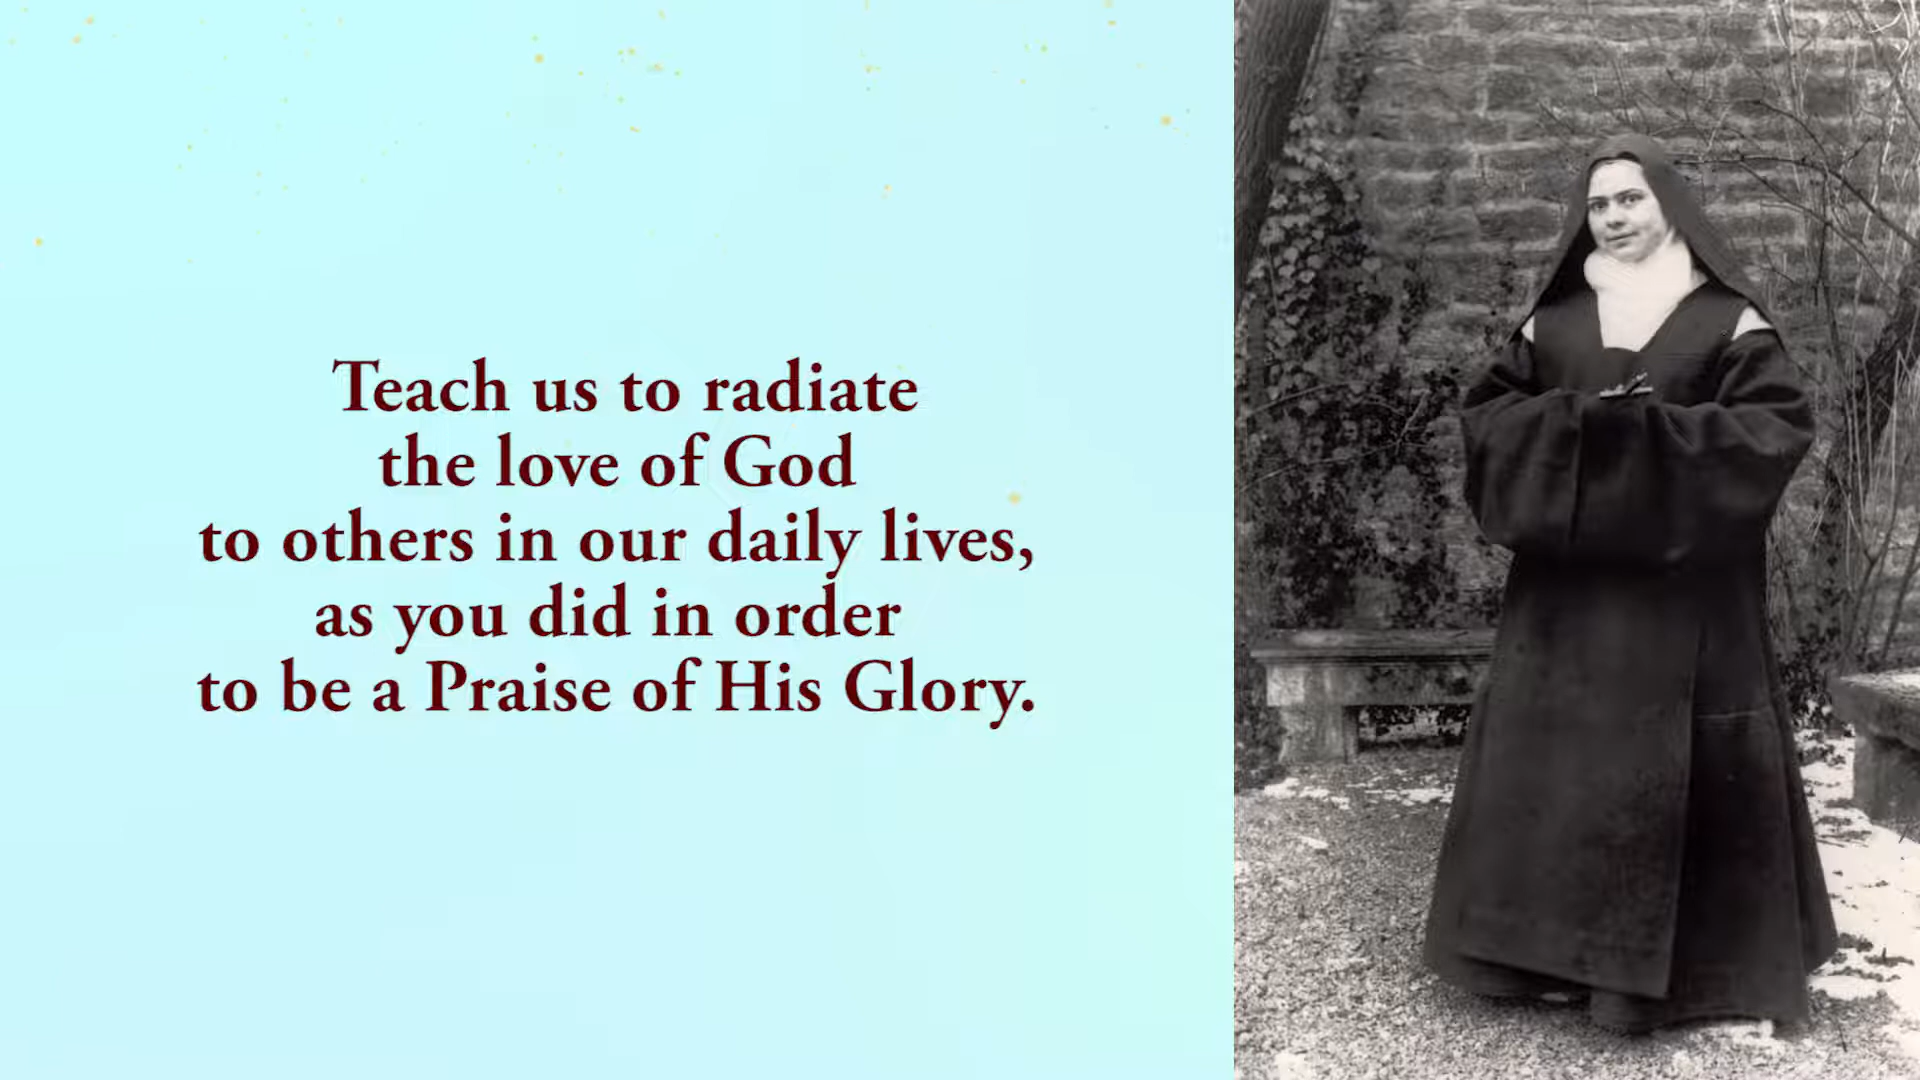 Teach us to radiate
the love of God
to others in our daily lives,
as you did in order
to be a Praise of His Glory.